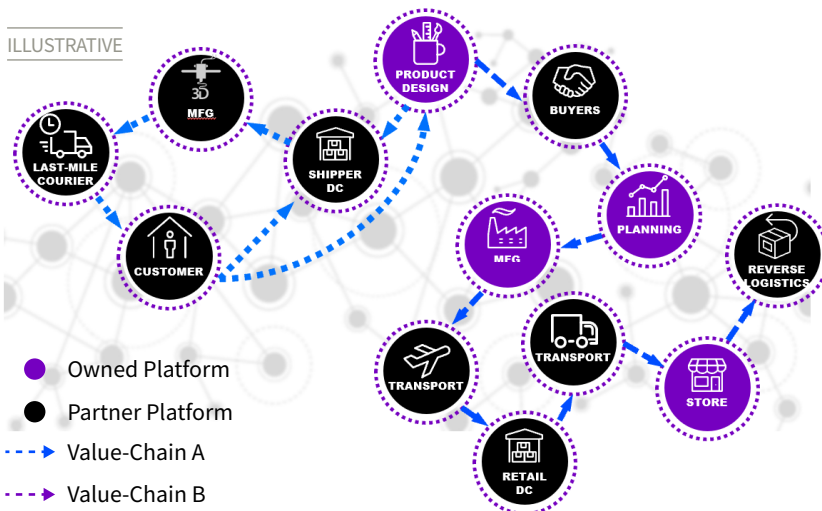 ILLUSTRATIVE
3D
MFG
LAST-MILE
COURIER
CUSTOMER
SHIPPER
DC
PRODUCT
DESIGN
BUYERS
PLANNING
MFG
TRANSPORT
RETAIL
DC
TRANSPORT
STORE
REVERSE
LOGISTICS
Owned Platform
Partner Platform
Value-Chain A
Value-Chain B